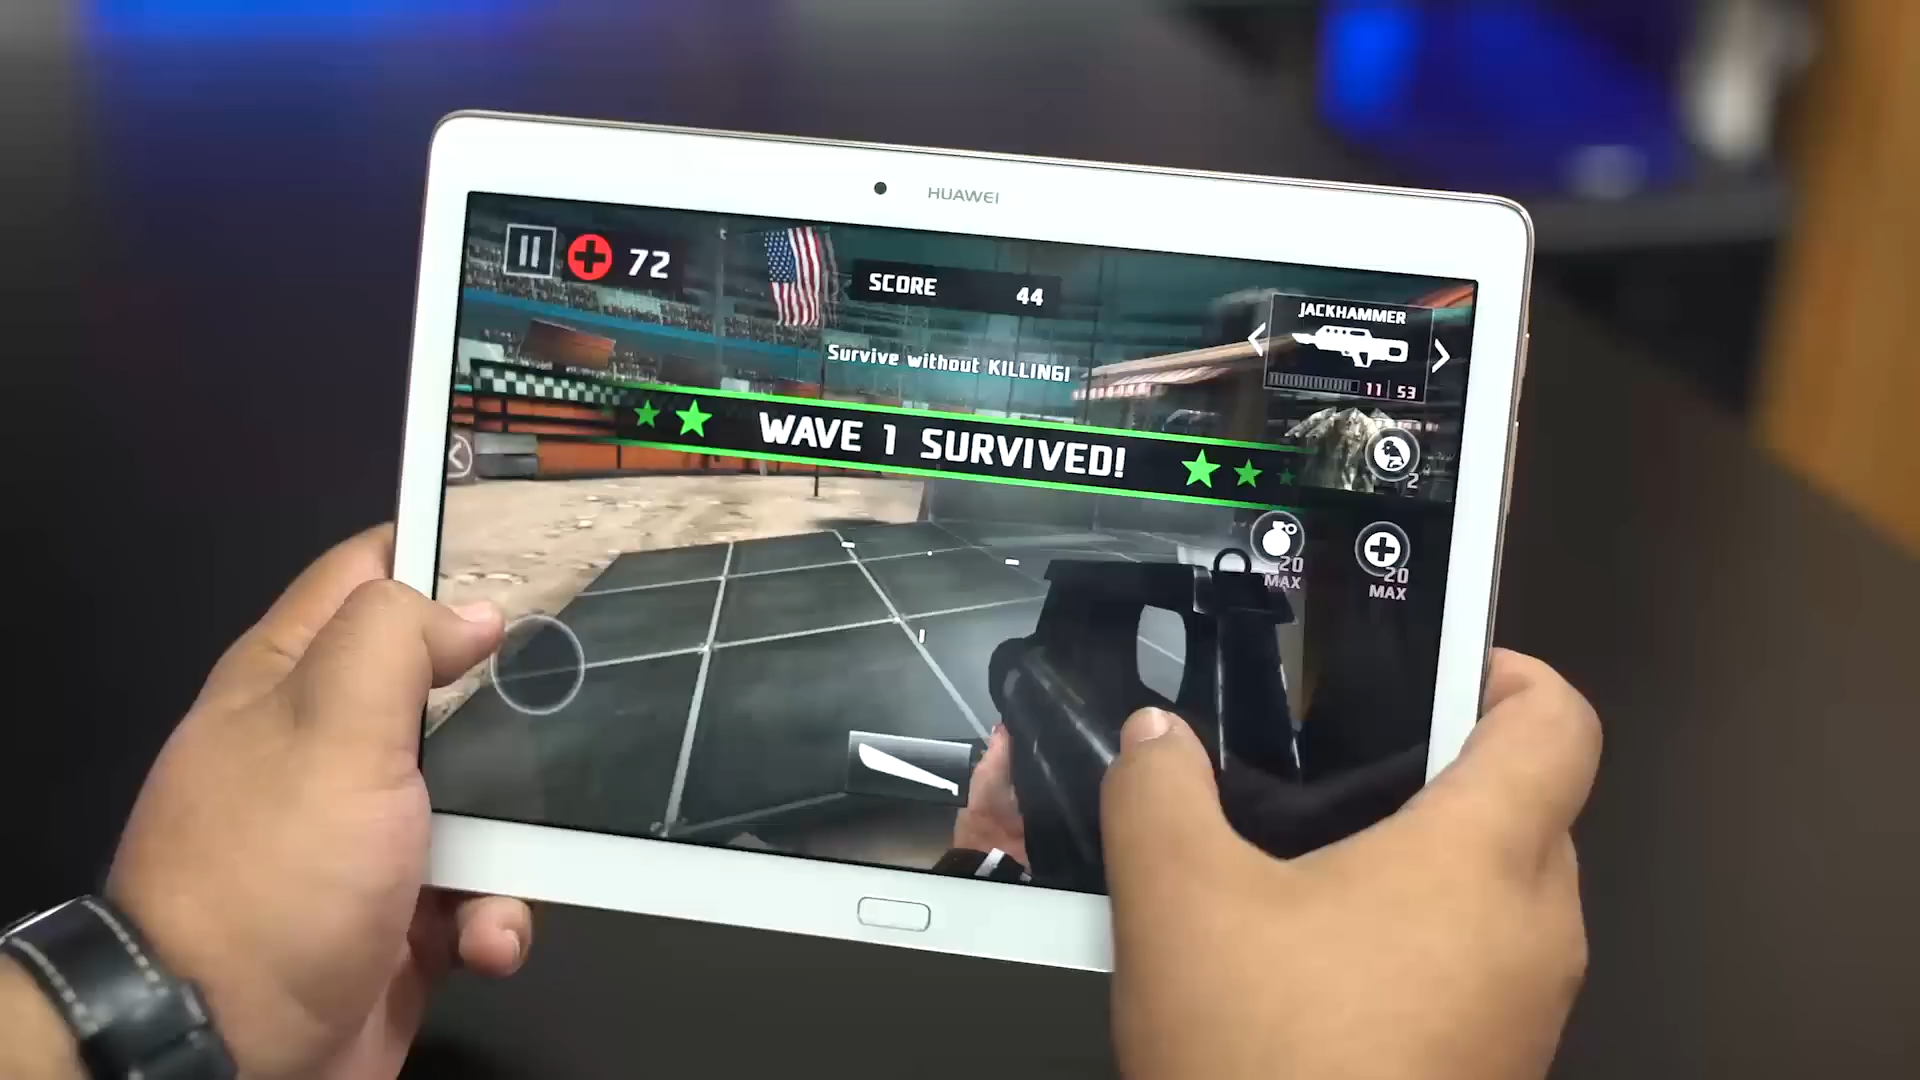 HUAWEI
72
SCORE 44
JACKHAMMER
11 | 53
Survive without KILLING!
WAVE 1 SURVIVED!
2
20
MAX
20
MAX